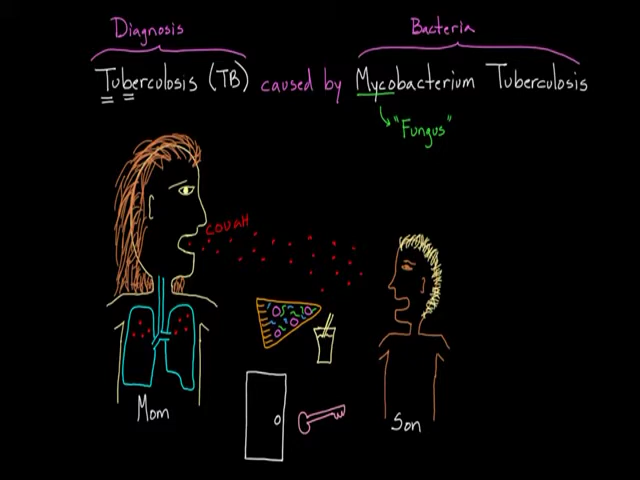 Diagnosis Bacteria
Tuberculosis (TB) caused by Mycobacterium Tuberculosis
"Fungus"
COUGH
Mom
Son